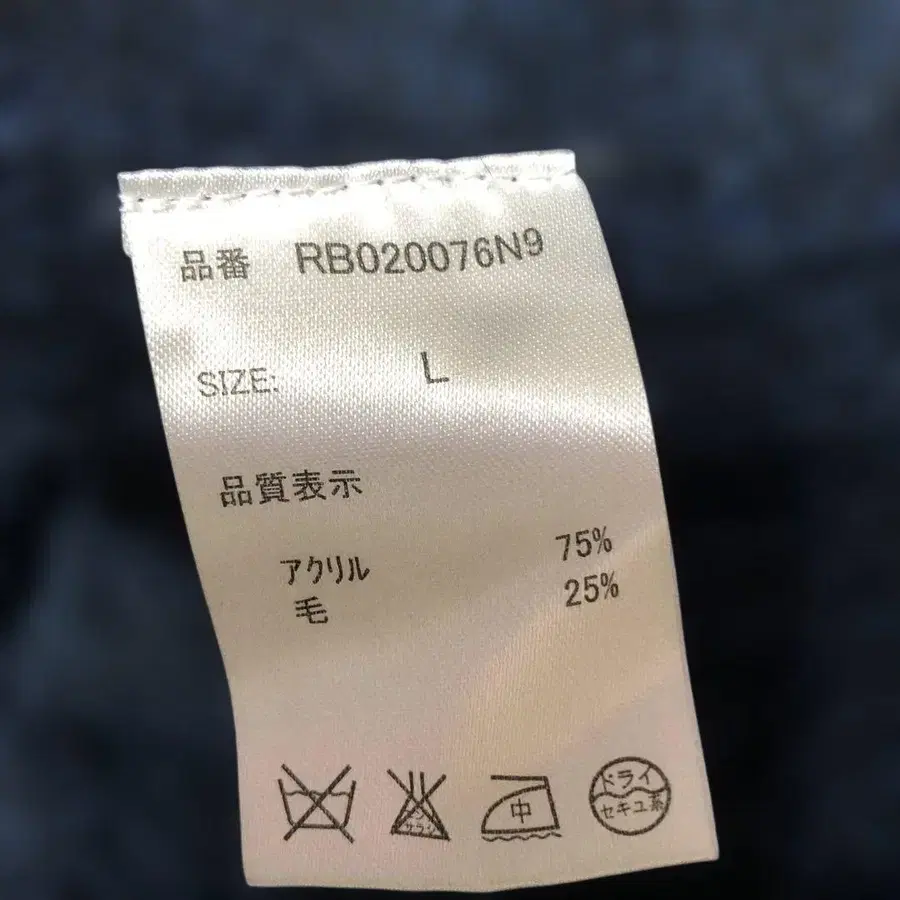 品番 RB020076N9
SIZE: L
品質表示
アクリル 75%
毛 25%
中
ドライ
セキユ系